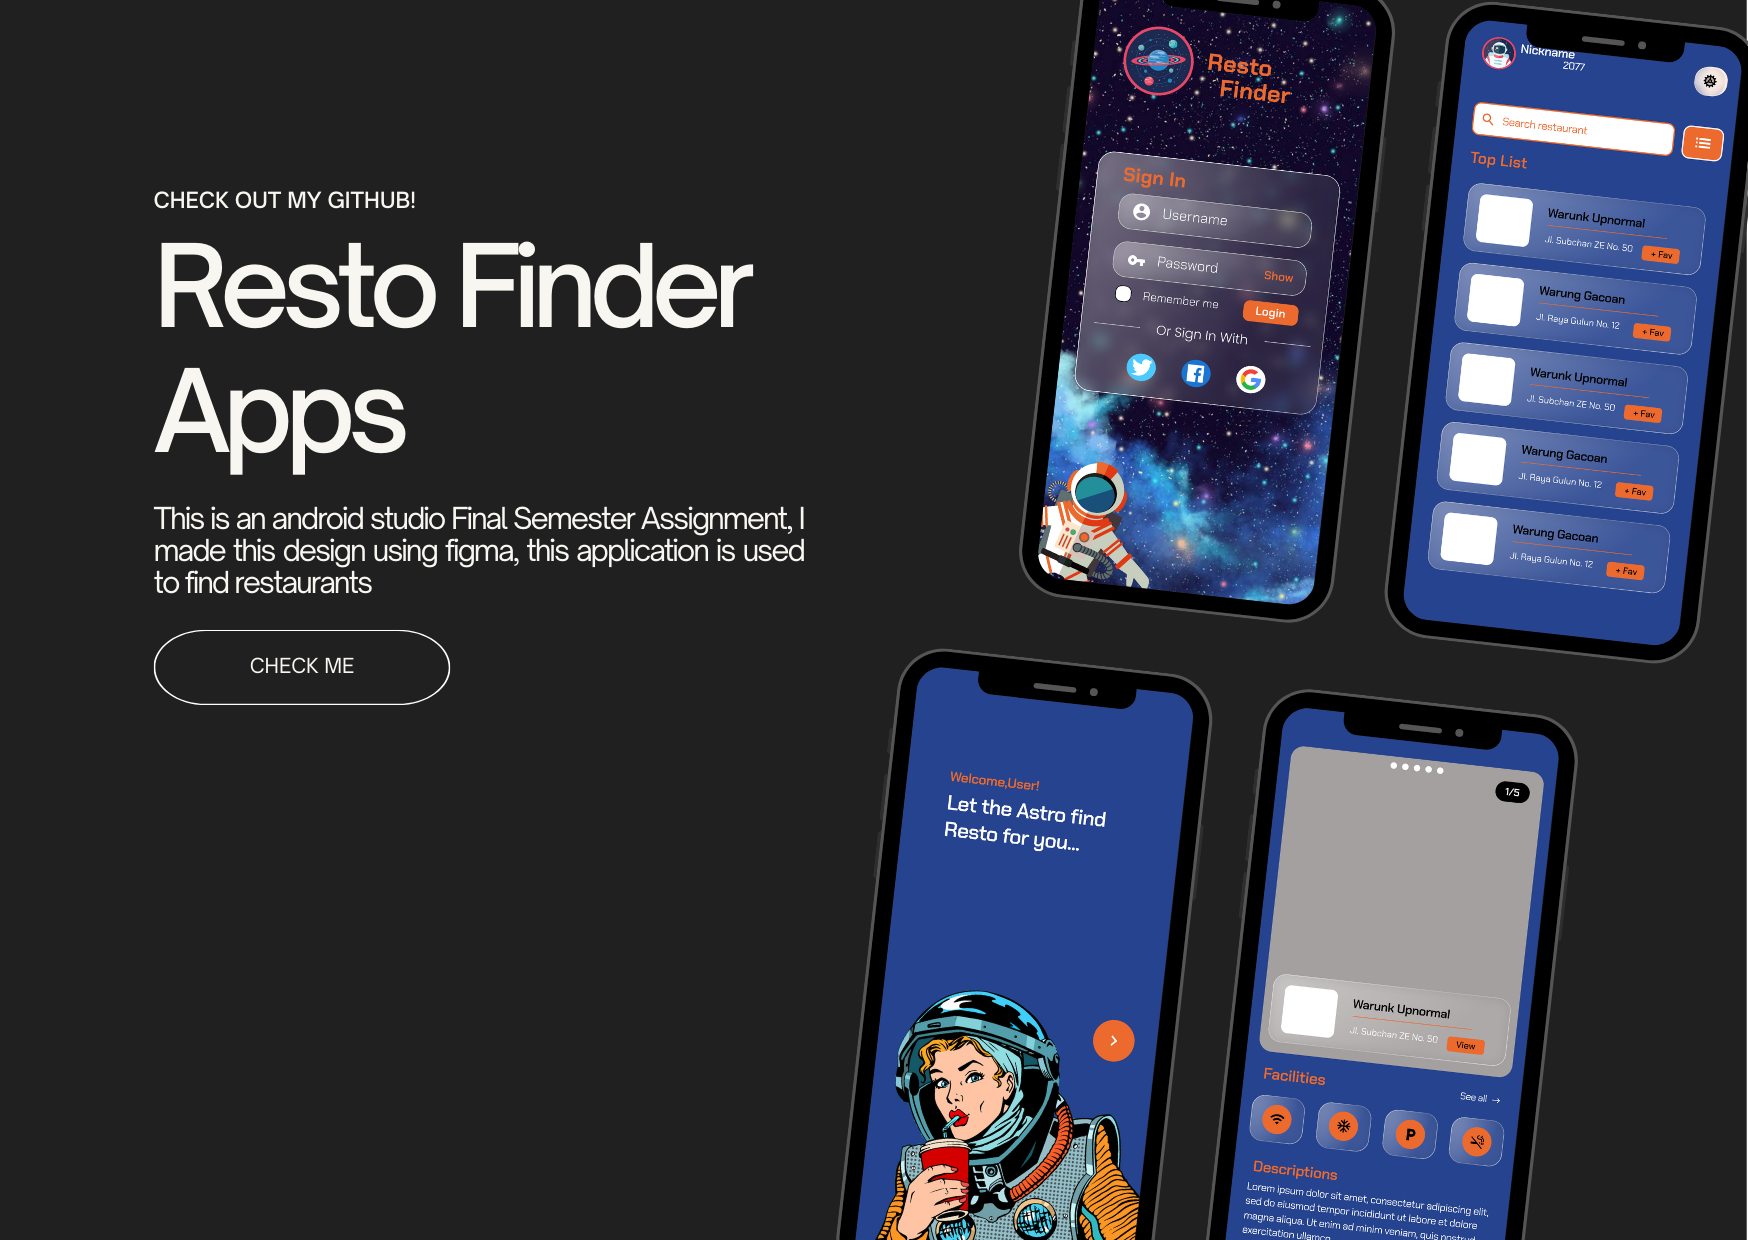 CHECK OUT MY GITHUB!
Resto Finder
Apps
This is an android studio Final Semester Assignment, I
made this design using figma, this application is used
to find restaurants
CHECK ME
Resto
Finder
Sign In
Username
Password
Show
Remember me
Login
Or Sign In With
Nickname
2077
Search restaurant
Top List
Warunk Upnormal
Jl. Subchan ZE No. 50
+ Fav
Warung Gacoan
Jl. Raya Gulun No. 12
+ Fav
Warunk Upnormal
Jl. Subchan ZE No. 50
+ Fav
Warung Gacoan
Jl. Raya Gulun No. 12
+ Fav
Warung Gacoan
Jl. Raya Gulun No. 12
+ Fav
Welcome,User!
Let the Astro find
Resto for you...
1/5
Warunk Upnormal
Jl. Subchan ZE No. 50
View
Facilities
See all →
P
Descriptions
Lorem ipsum dolor sit amet, consectetur adipiscing elit,
sed do eiusmod tempor incididunt ut labore et dolore
magna aliqua. Ut enim ad minim veniam, quis nostrud
exercitation ullamco